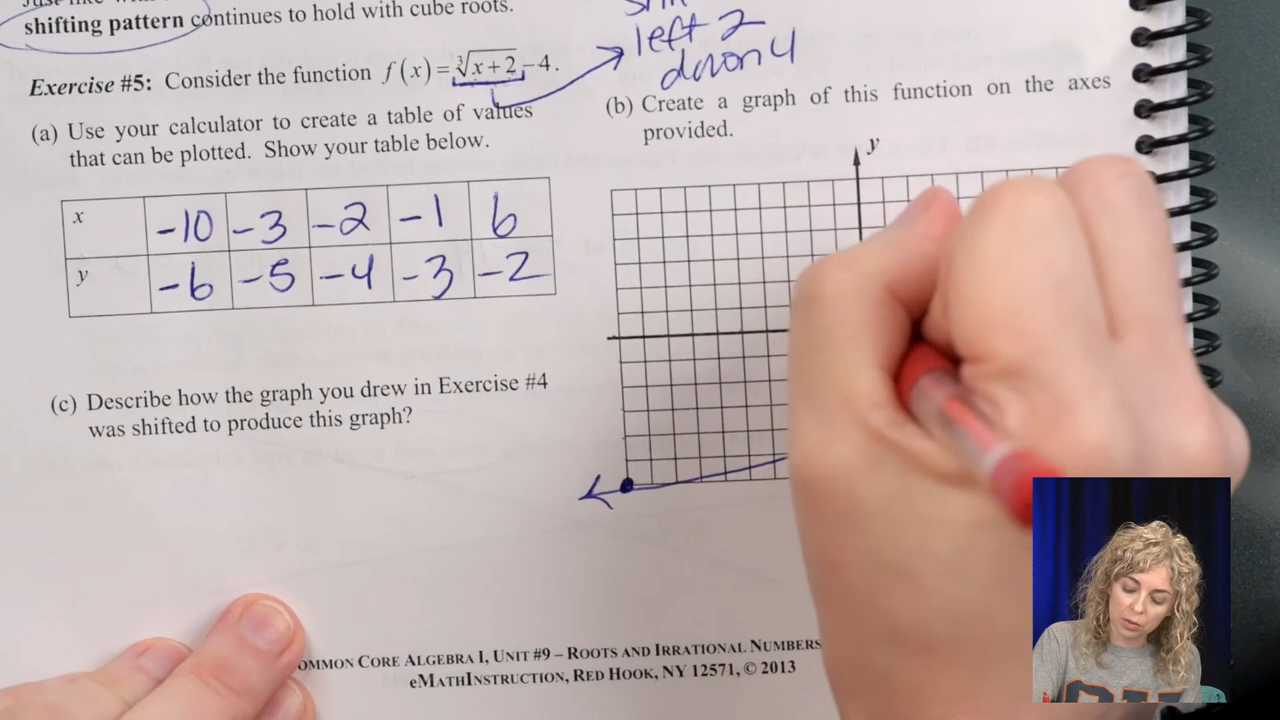 shifting pattern continues to hold with cube roots.
left 2
down 4
Exercise #5: Consider the function f(x)=∛x+2−4.
(a) Use your calculator to create a table of values
that can be plotted. Show your table below.
x -10 -3 -2 -1 6
y -6 -5 -4 -3 -2
(b) Create a graph of this function on the axes
provided.
y
(c) Describe how the graph you drew in Exercise #4
was shifted to produce this graph?
COMMON CORE ALGEBRA I, UNIT #9 – ROOTS AND IRRATIONAL NUMBERS
eMATHINSTRUCTION, RED HOOK, NY 12571, © 2013